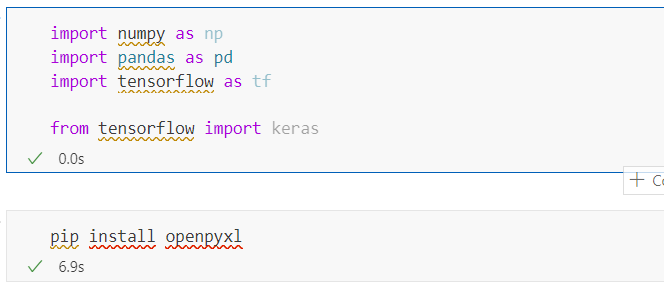 import numpy as np
import pandas as pd
import tensorflow as tf
from tensorflow import keras
0.0s
pip install openpyxl
6.9s